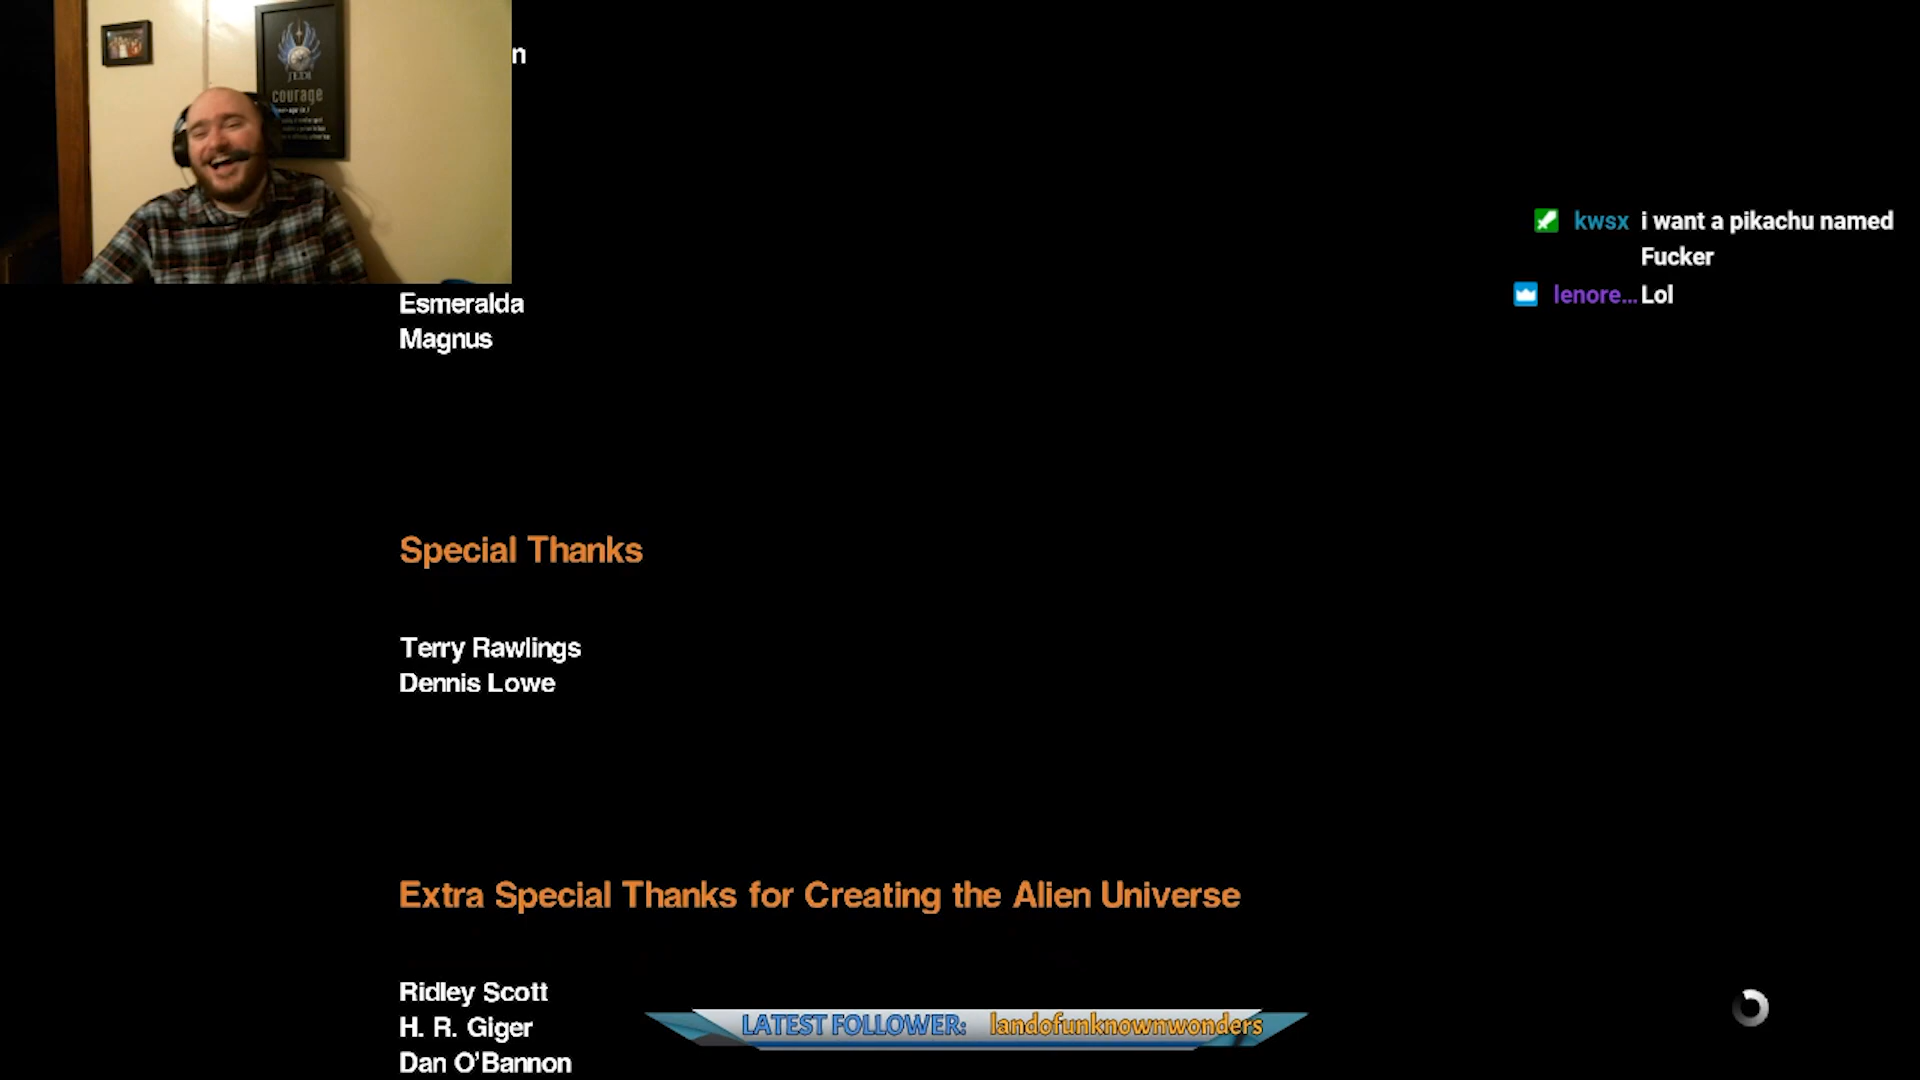 JEDI
courage
n
kwsx i want a pikachu named
Fucker
lenore... Lol
Esmeralda
Magnus
Special Thanks
Terry Rawlings
Dennis Lowe
Extra Special Thanks for Creating the Alien Universe
Ridley Scott
H. R. Giger
Dan O'Bannon
LATEST FOLLOWER: landofunknownwonders